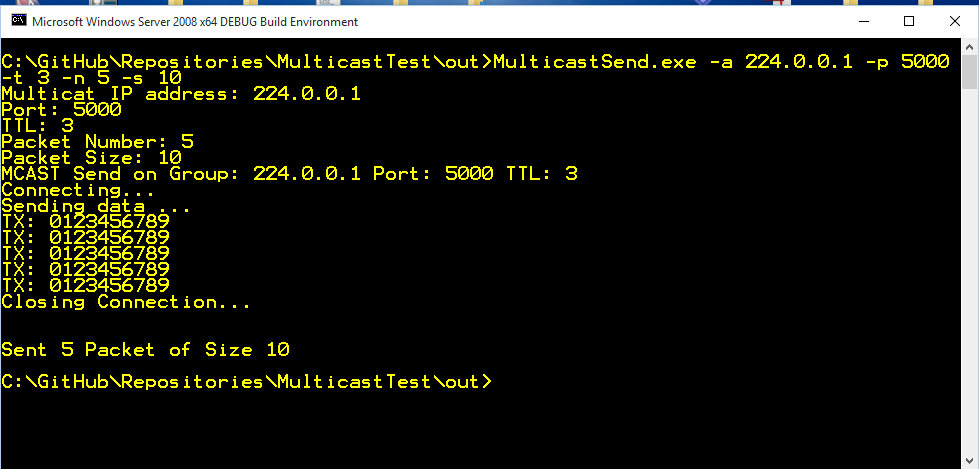 Microsoft Windows Server 2008 x64 DEBUG Build Environment
C:\GitHub\Repositories\MulticastTest\out>MulticastSend.exe -a 224.0.0.1 -p 5000
-t 3 -n 5 -s 10
Multicat IP address: 224.0.0.1
Port: 5000
TTL: 3
Packet Number: 5
Packet Size: 10
MCAST Send on Group: 224.0.0.1 Port: 5000 TTL: 3
Connecting...
Sending data ...
TX: 0123456789
TX: 0123456789
TX: 0123456789
TX: 0123456789
TX: 0123456789
Closing Connection...
Sent 5 Packet of Size 10
C:\GitHub\Repositories\MulticastTest\out>